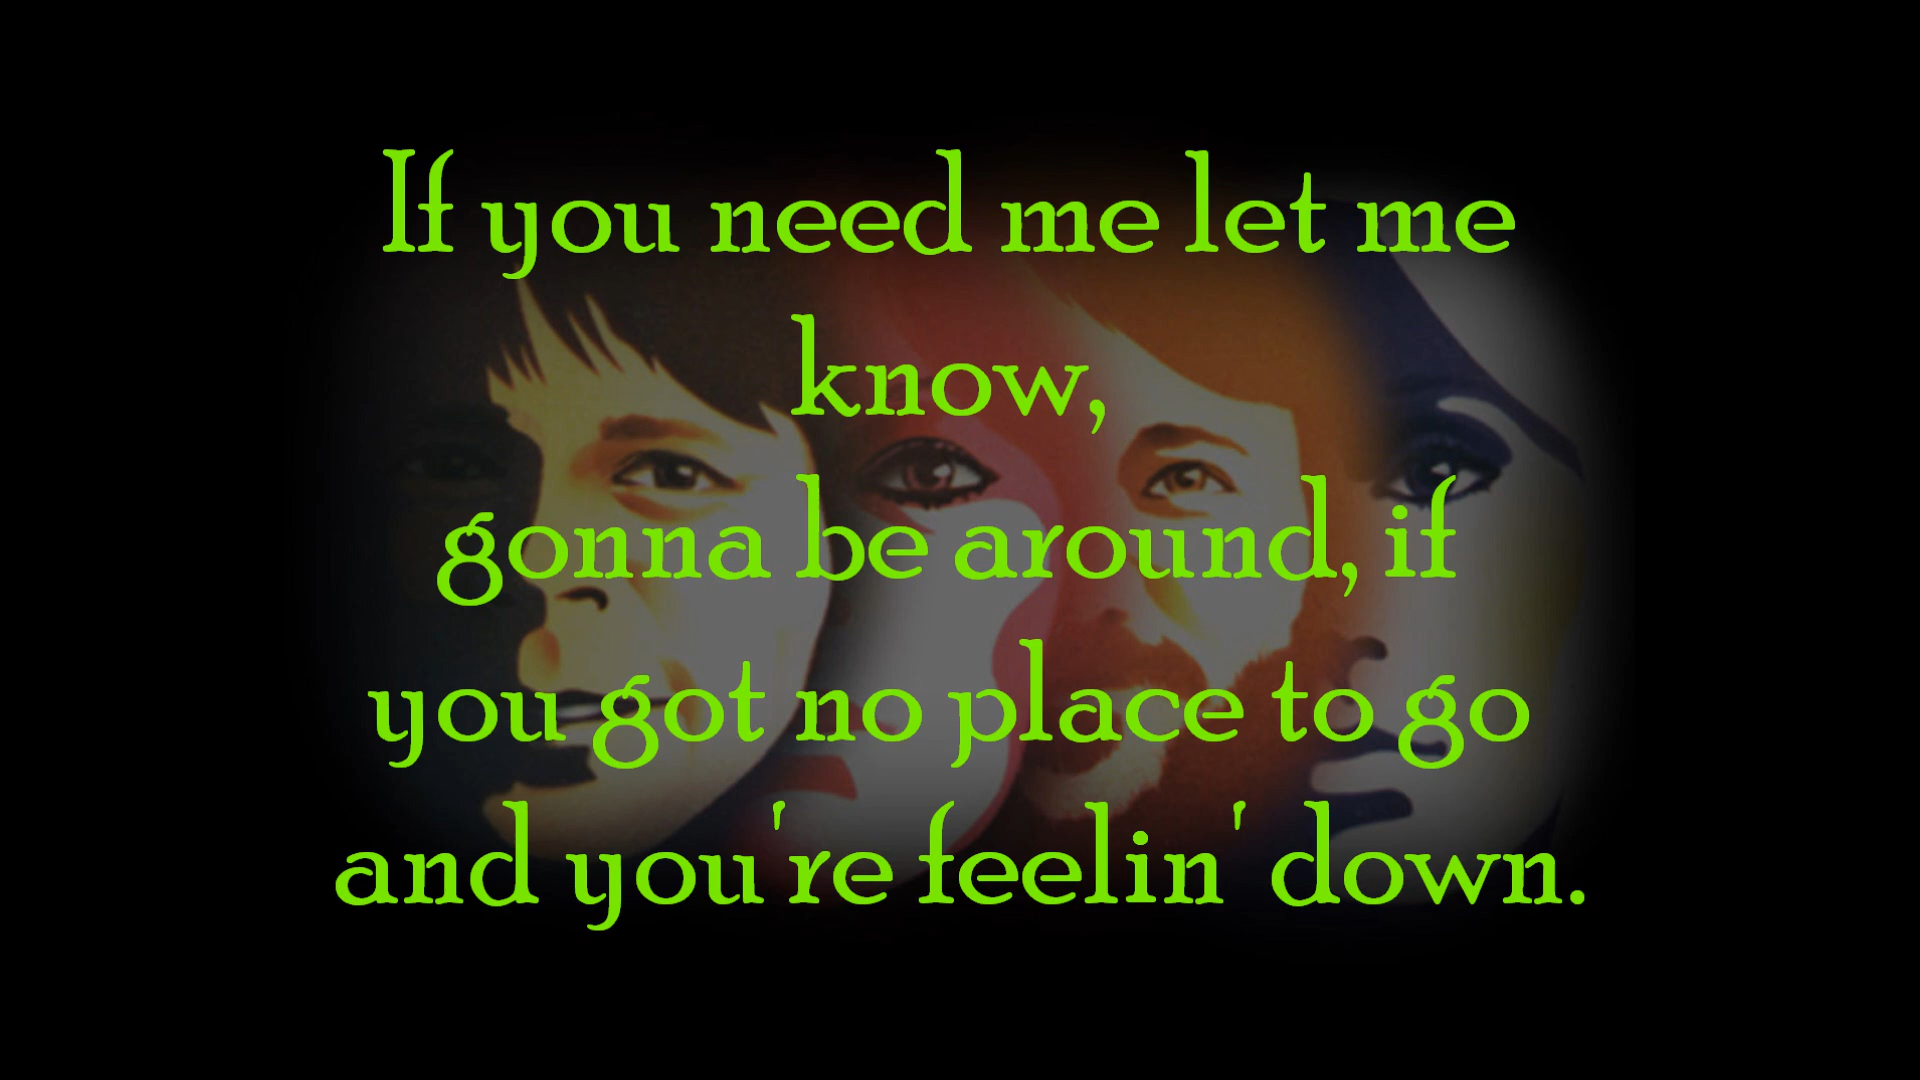 If you need me let me
know,
gonna be around, if
you got no place to go
and you're feelin' down.